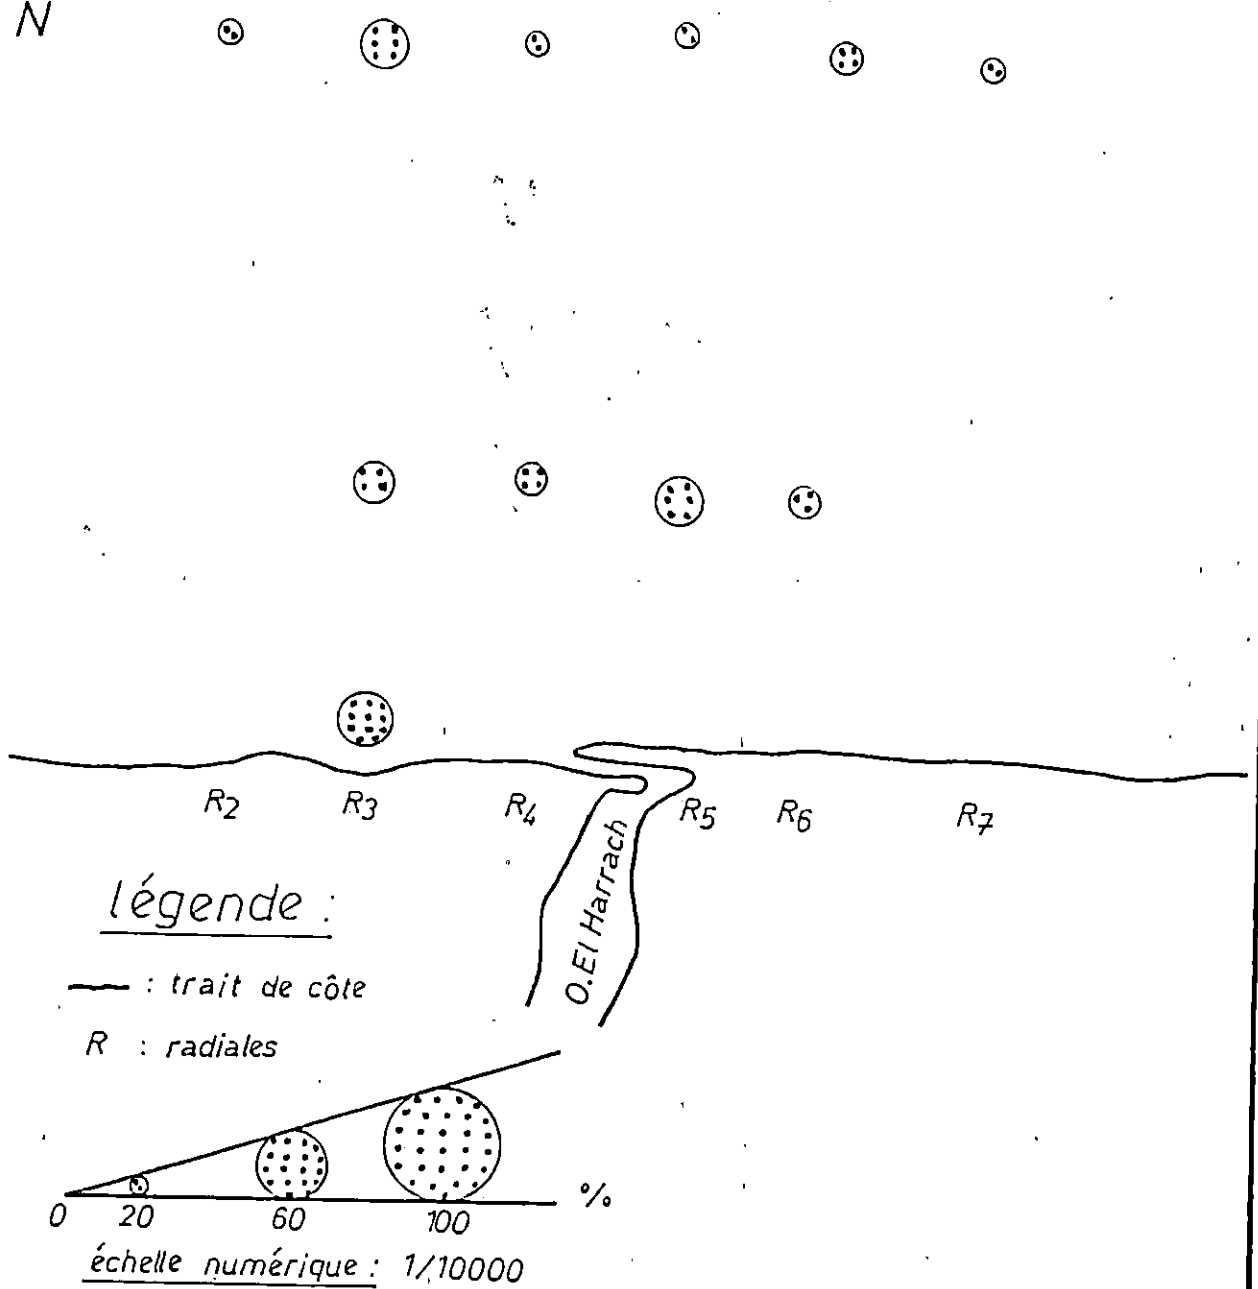 N
R2 R3 R4 R5 R6 R7
O.El Harrach
légende :
: trait de côte
R : radiales
0 20 60 100 %
échelle numérique : 1/10000